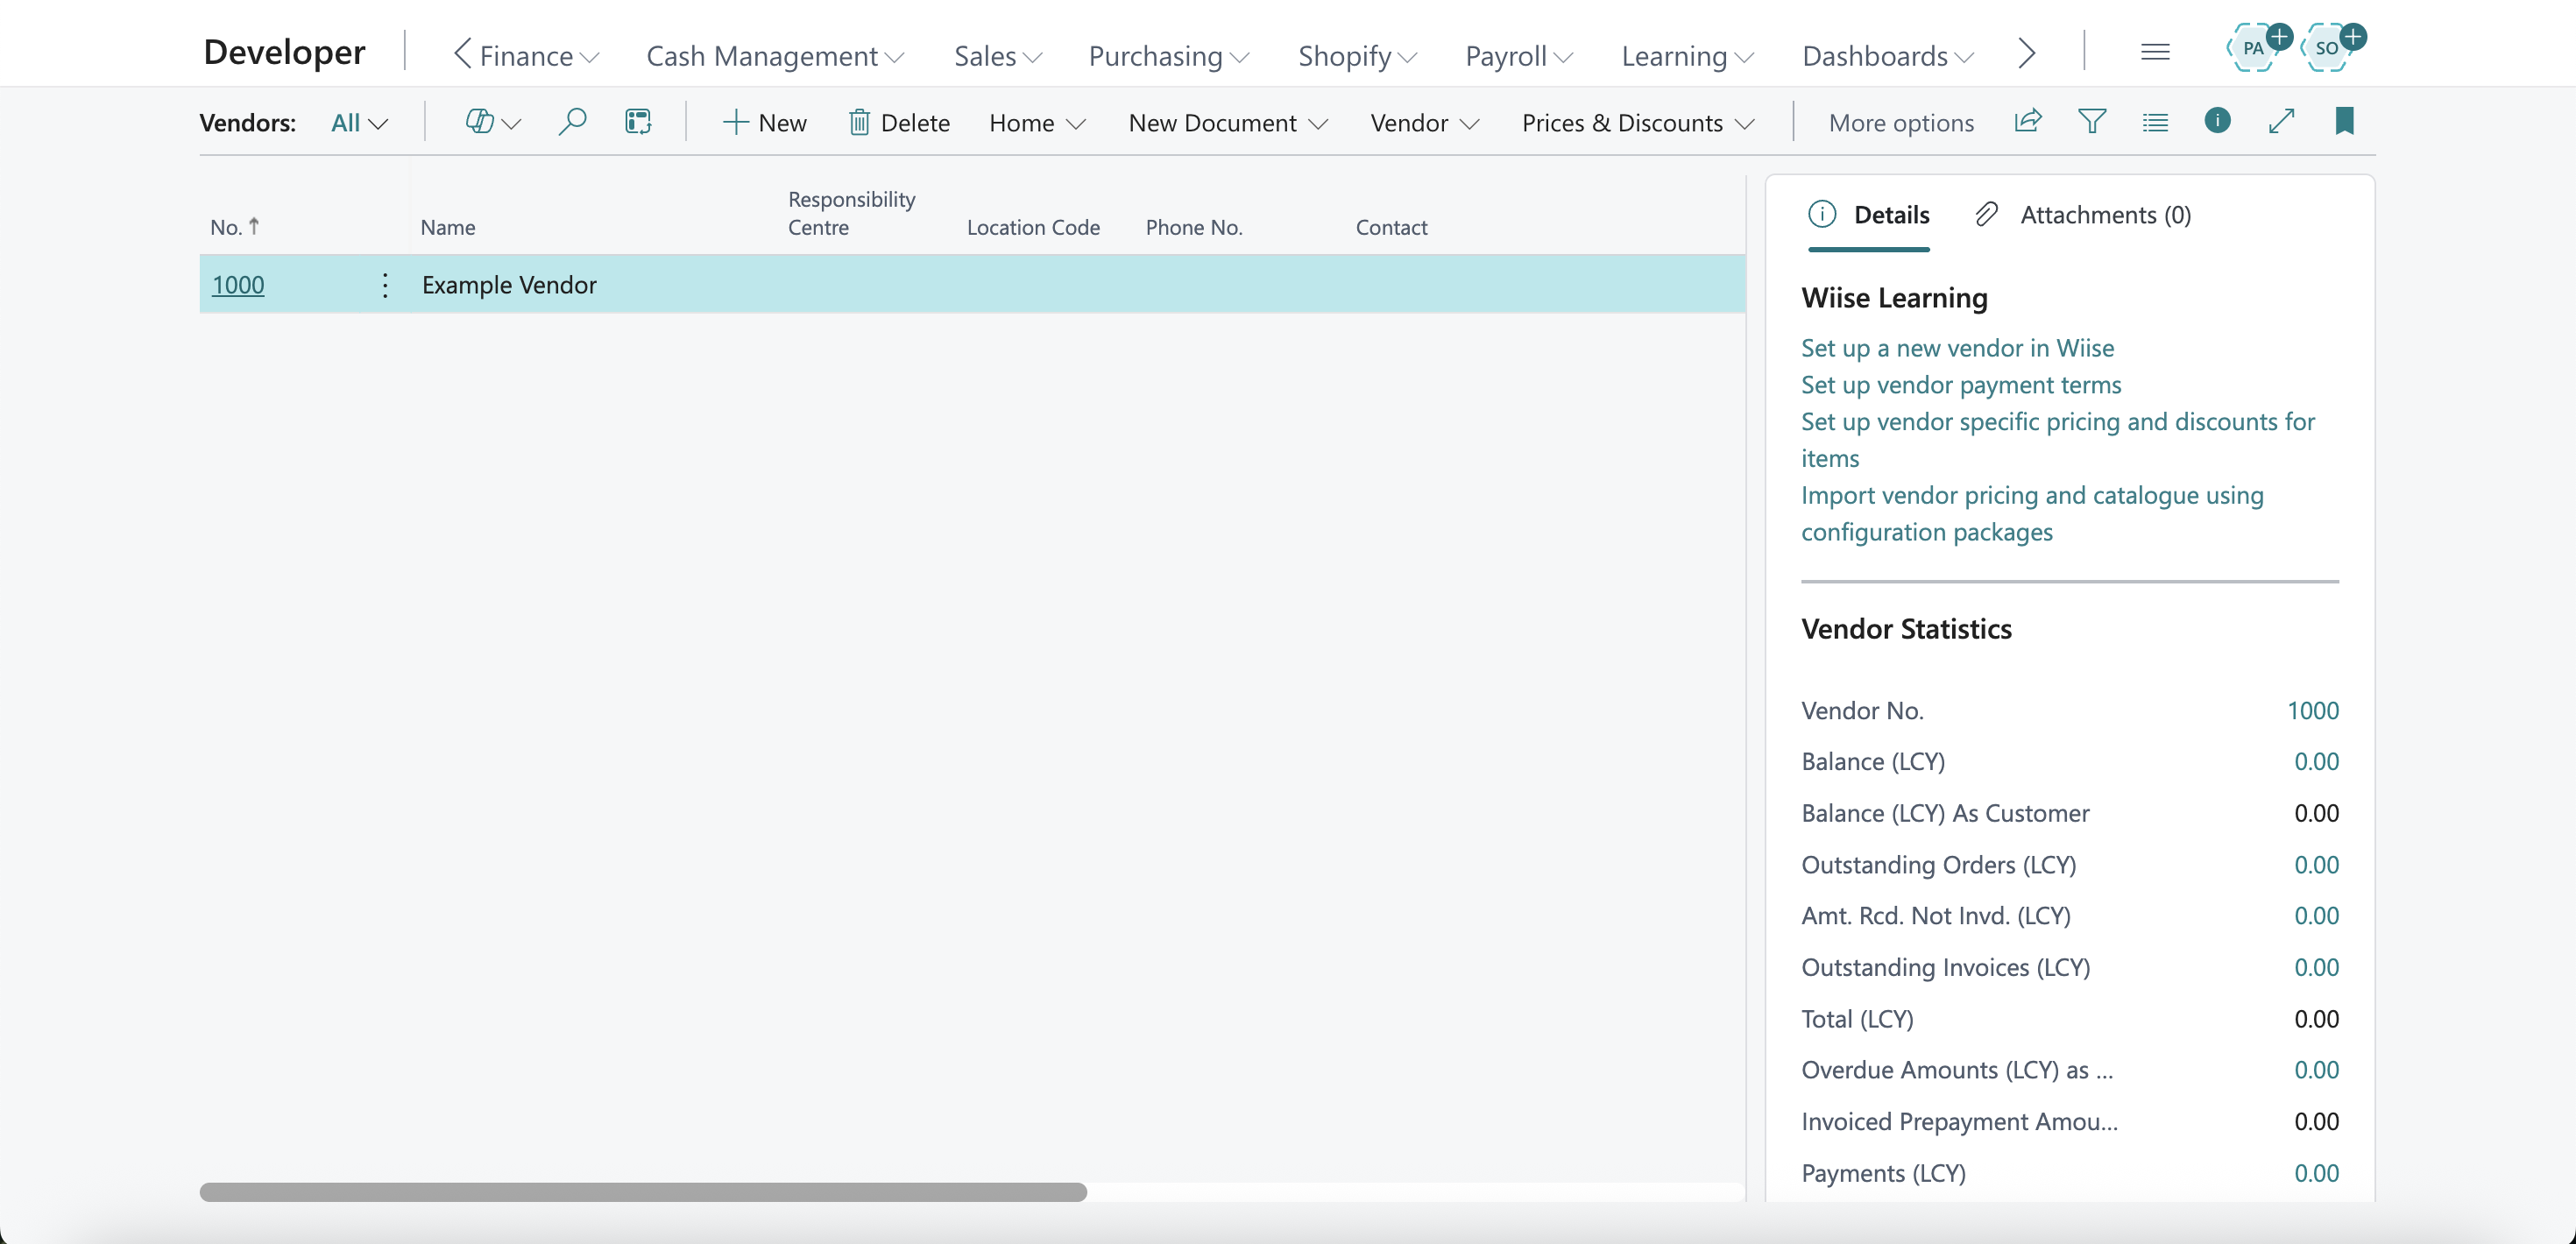 Developer Finance Cash Management Sales Purchasing Shopify Payroll Learning Dashboards PA SO
Vendors: All New Delete Home New Document Vendor Prices & Discounts More options
No. ↑ Name Responsibility Centre Location Code Phone No. Contact
1000 Example Vendor
Details Attachments (0)
Wiise Learning
Set up a new vendor in Wiise
Set up vendor payment terms
Set up vendor specific pricing and discounts for
items
Import vendor pricing and catalogue using
configuration packages
Vendor Statistics
Vendor No. 1000
Balance (LCY) 0.00
Balance (LCY) As Customer 0.00
Outstanding Orders (LCY) 0.00
Amt. Rcd. Not Invd. (LCY) 0.00
Outstanding Invoices (LCY) 0.00
Total (LCY) 0.00
Overdue Amounts (LCY) as ... 0.00
Invoiced Prepayment Amou... 0.00
Payments (LCY) 0.00